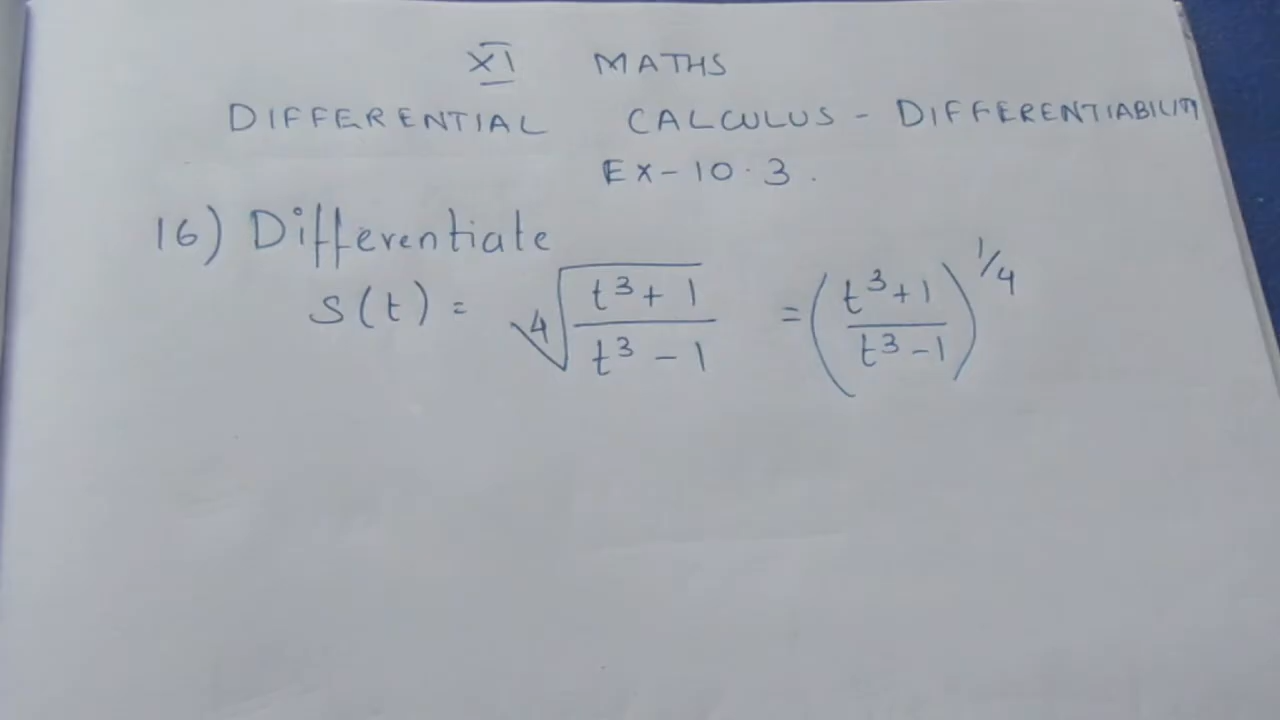 XI MATHS
DIFFERENTIAL CALCULUS - DIFFERENTIABILITY
EX-10.3.
16) Differentiate
s(t) = ∜((t³+1)/(t³-1)) = ((t³+1)/(t³-1))^(1/4)